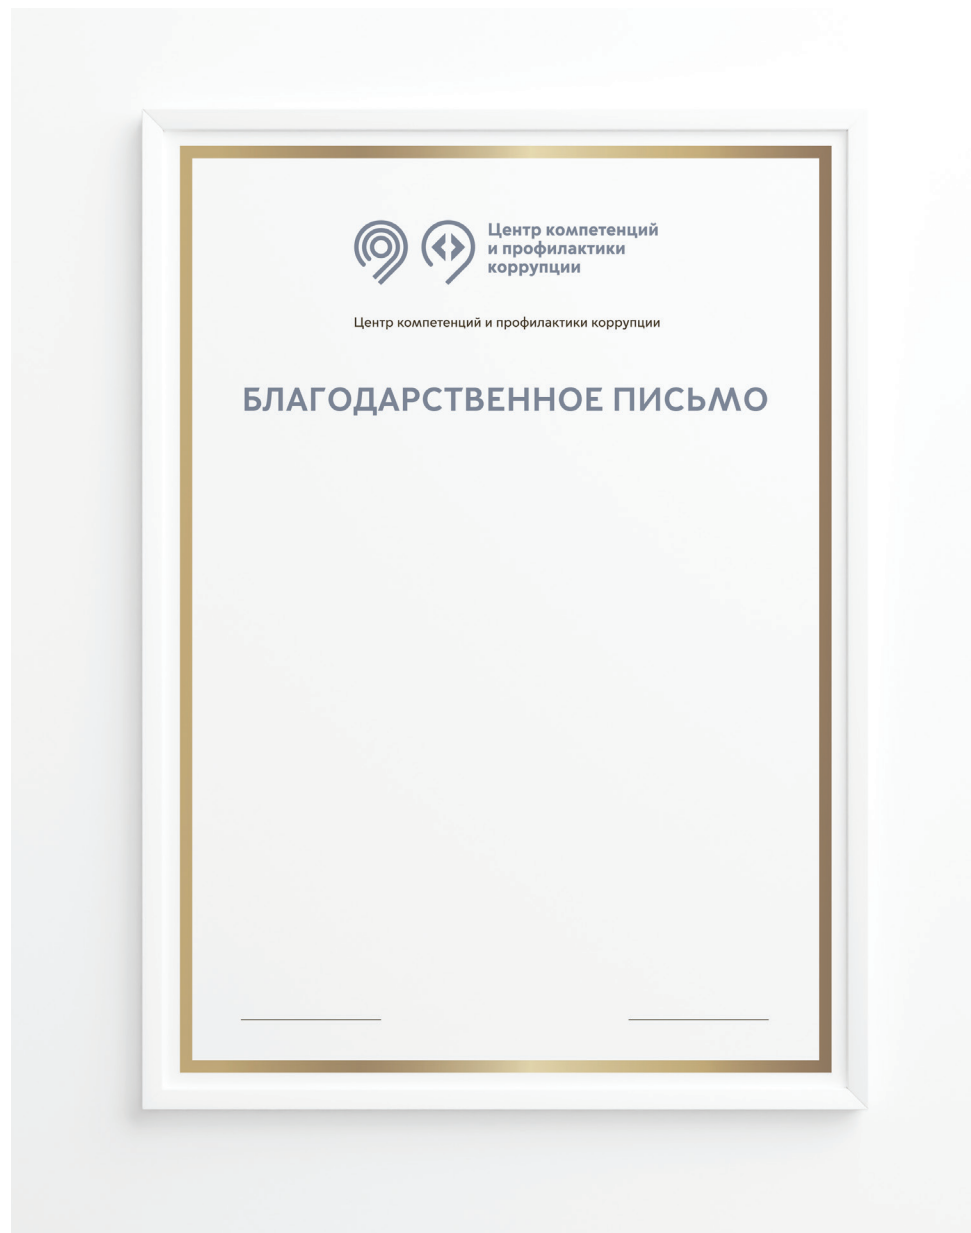 Центр компетенций
и профилактики
коррупции
Центр компетенций и профилактики коррупции
БЛАГОДАРСТВЕННОЕ ПИСЬМО